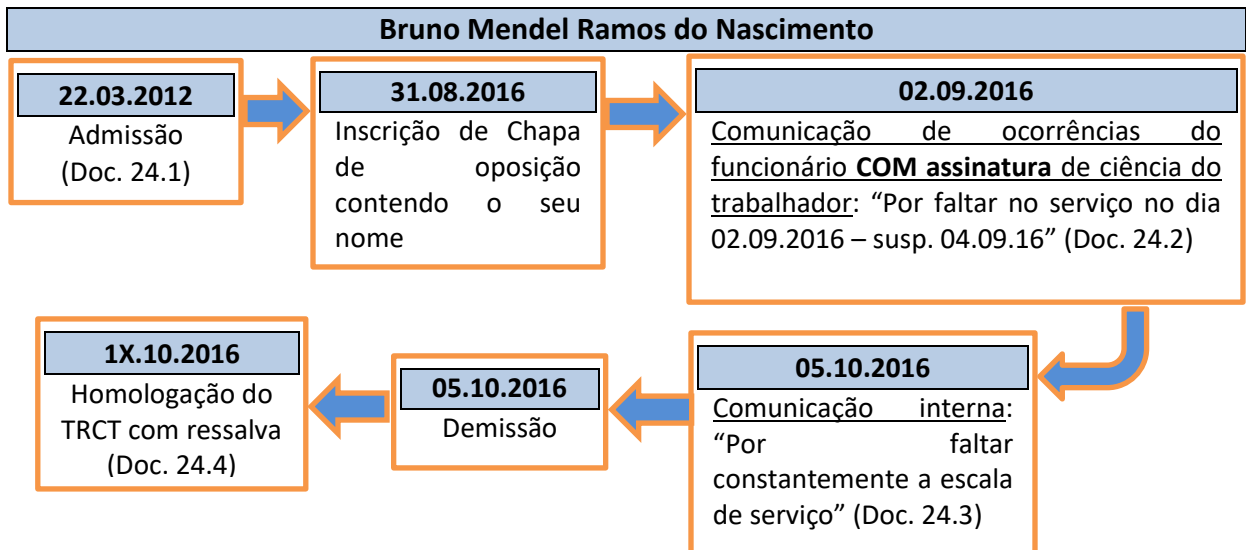 Bruno Mendel Ramos do Nascimento
22.03.2012
Admissão
(Doc. 24.1)
31.08.2016
Inscrição de Chapa
de oposição
contendo o seu
nome
02.09.2016
Comunicação de ocorrências do
funcionário COM assinatura de ciência do
trabalhador: “Por faltar no serviço no dia
02.09.2016 – susp. 04.09.16” (Doc. 24.2)
05.10.2016
Comunicação interna:
“Por faltar
constantemente a escala
de serviço” (Doc. 24.3)
05.10.2016
Demissão
1X.10.2016
Homologação do
TRCT com ressalva
(Doc. 24.4)